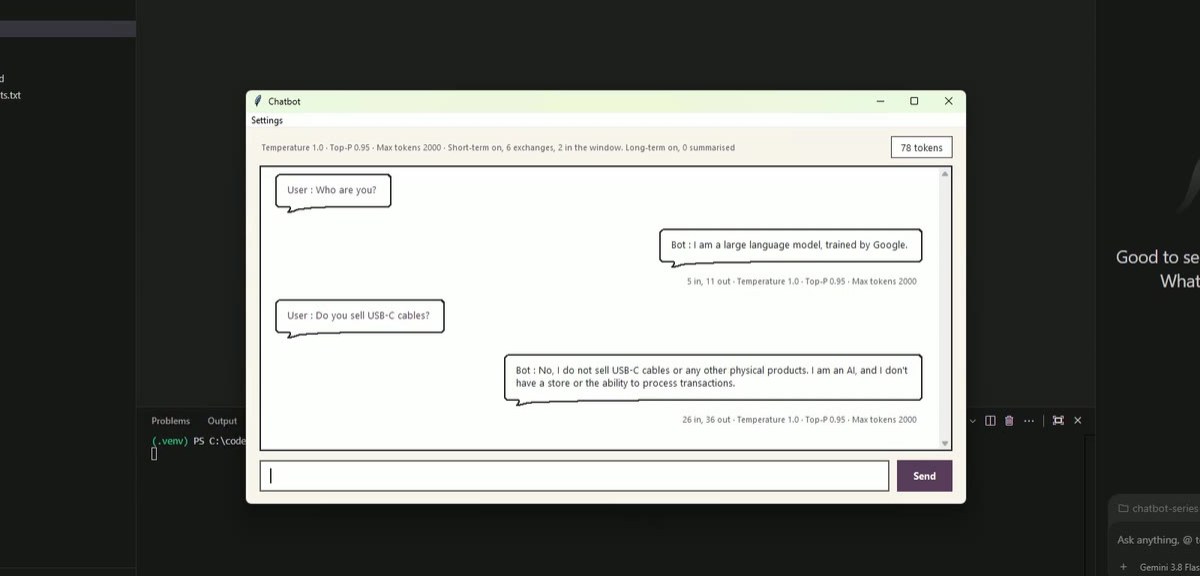 d
ts.txt
Chatbot
Settings
Temperature 1.0 · Top-P 0.95 · Max tokens 2000 · Short-term on, 6 exchanges, 2 in the window. Long-term on, 0 summarised
78 tokens
User : Who are you?
Bot : I am a large language model, trained by Google.
5 in, 11 out · Temperature 1.0 · Top-P 0.95 · Max tokens 2000
User : Do you sell USB-C cables?
Bot : No, I do not sell USB-C cables or any other physical products. I am an AI, and I don't
have a store or the ability to process transactions.
26 in, 36 out · Temperature 1.0 · Top-P 0.95 · Max tokens 2000
Send
Problems Output
(.venv) PS C:\code
Good to se
What
chatbot-series
Ask anything, @ t
+ Gemini 3.8 Flas